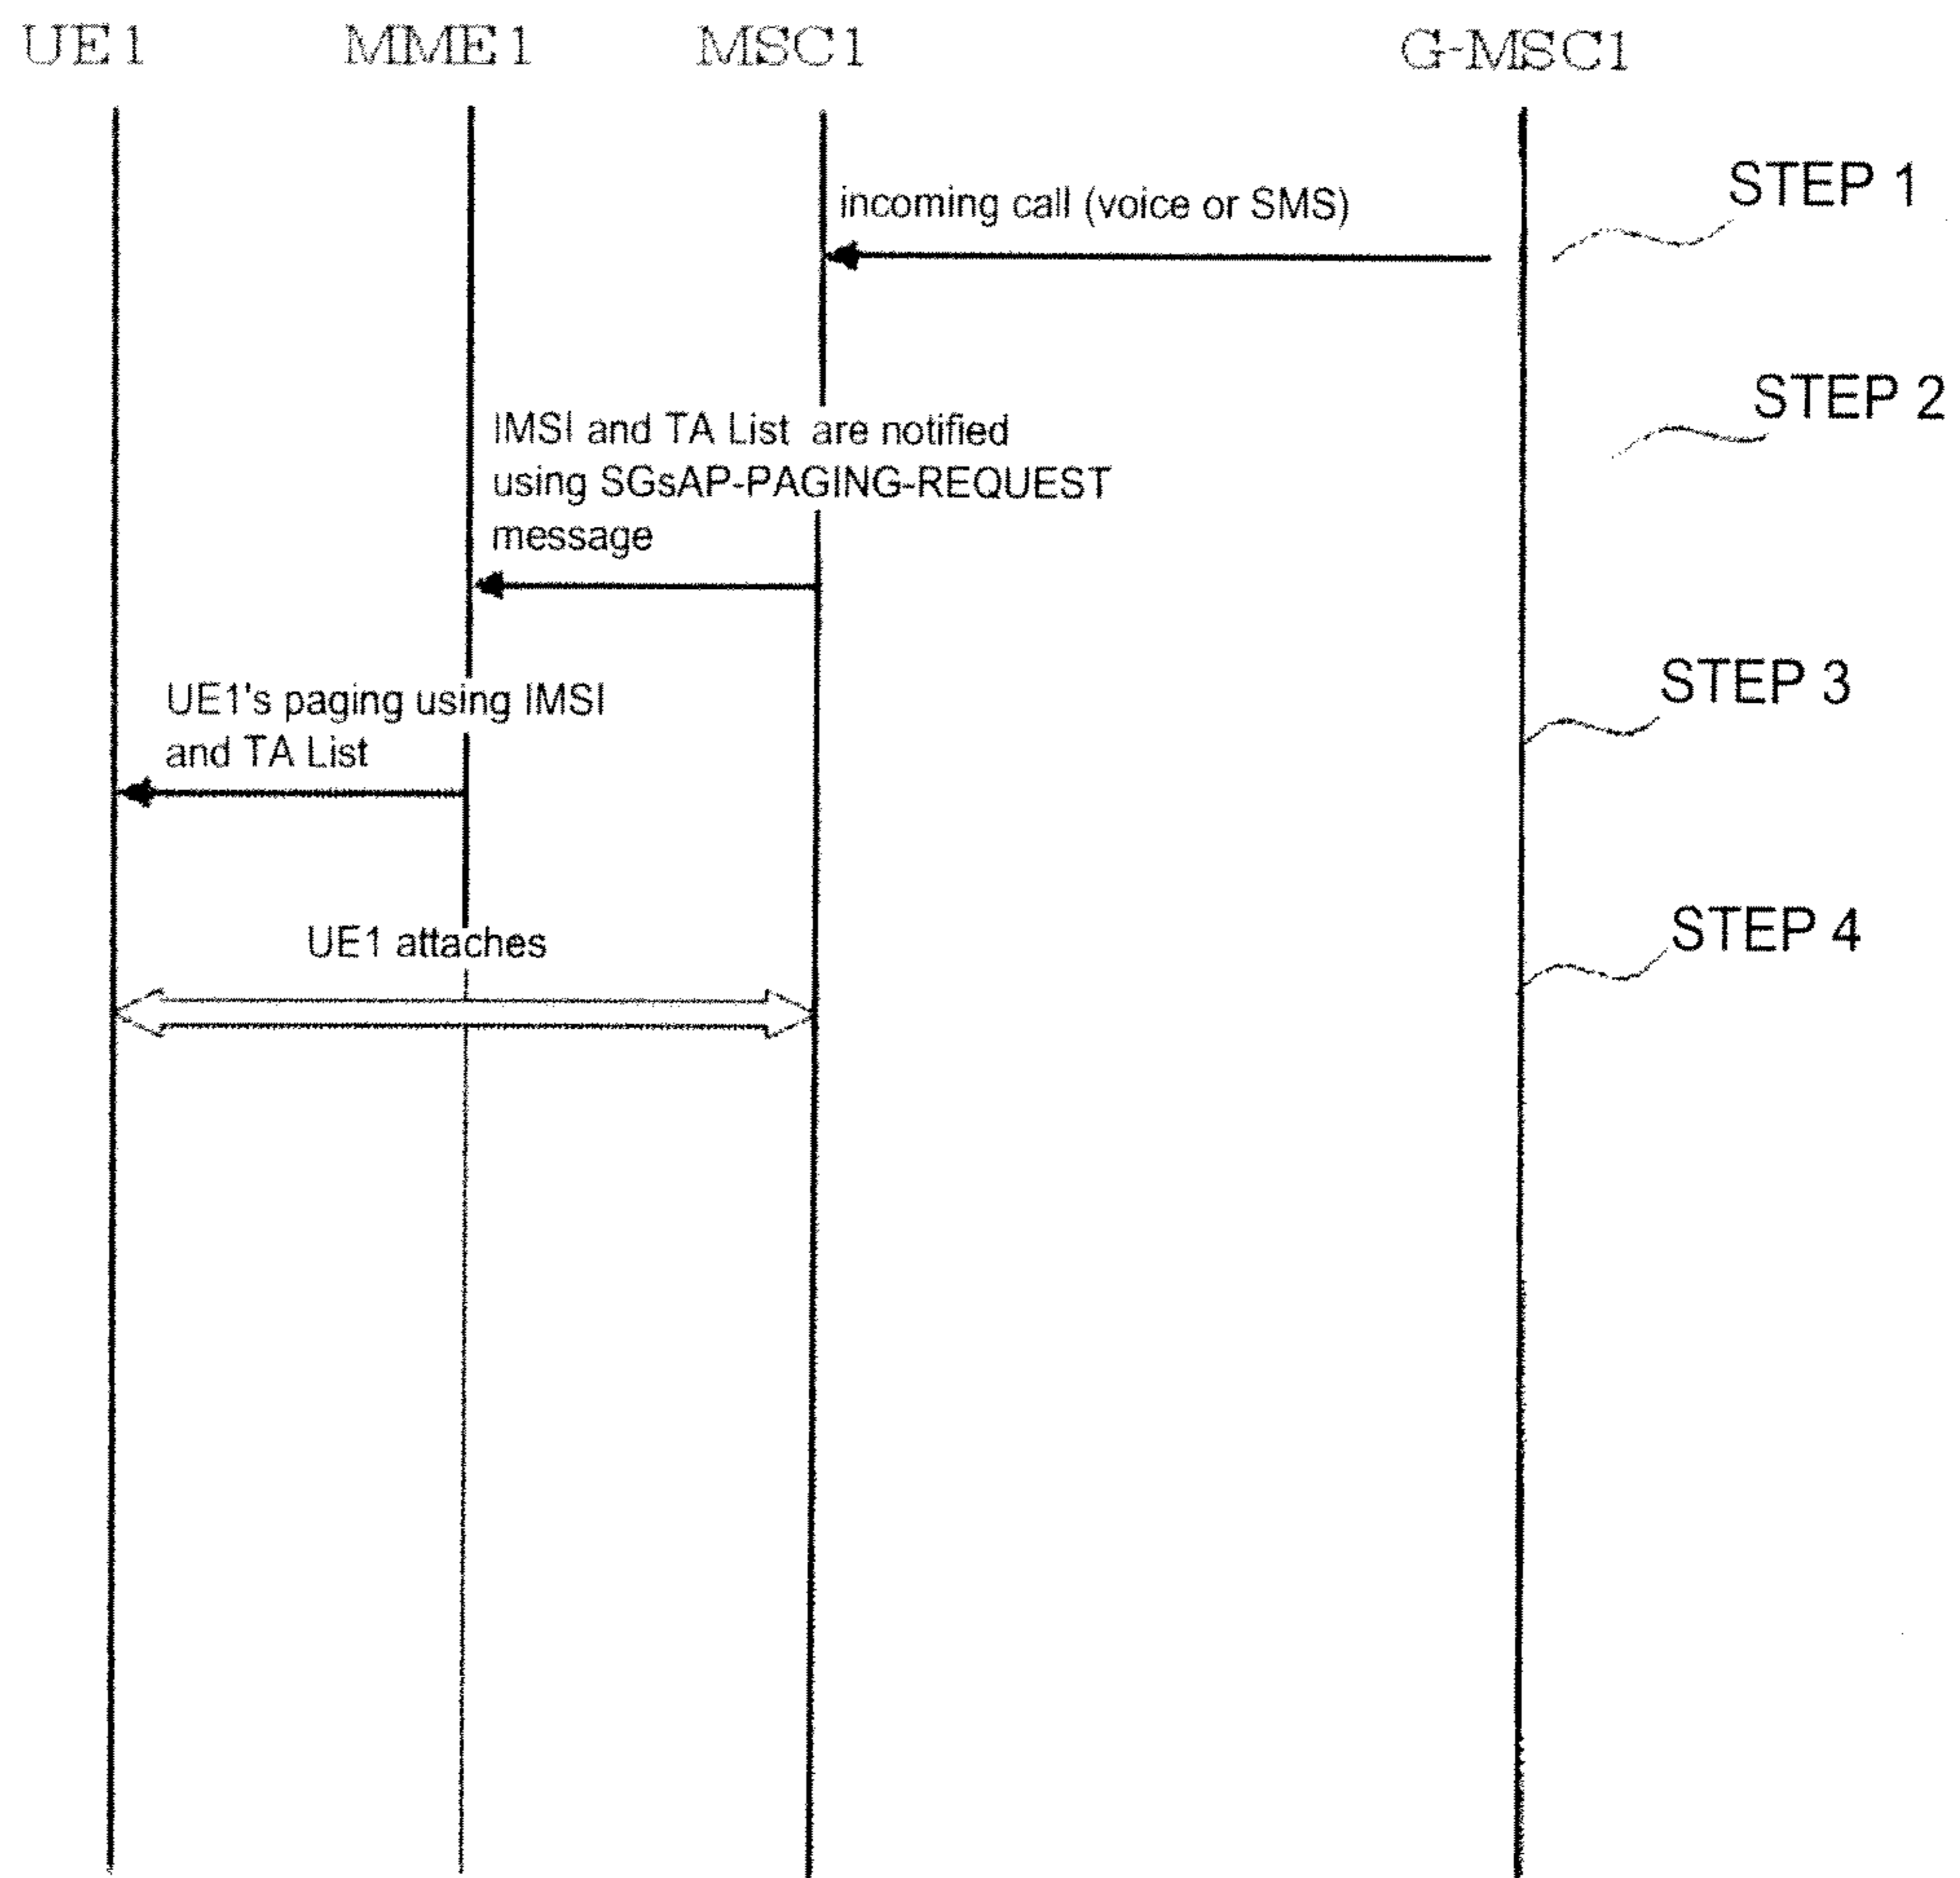 UE1 MME1 MSC1 G-MSC1
STEP 1
incoming call (voice or SMS)
STEP 2
IMSI and TA List are notified
using SGsAP-PAGING-REQUEST
message
STEP 3
UE1's paging using IMSI
and TA List
STEP 4
UE1 attaches